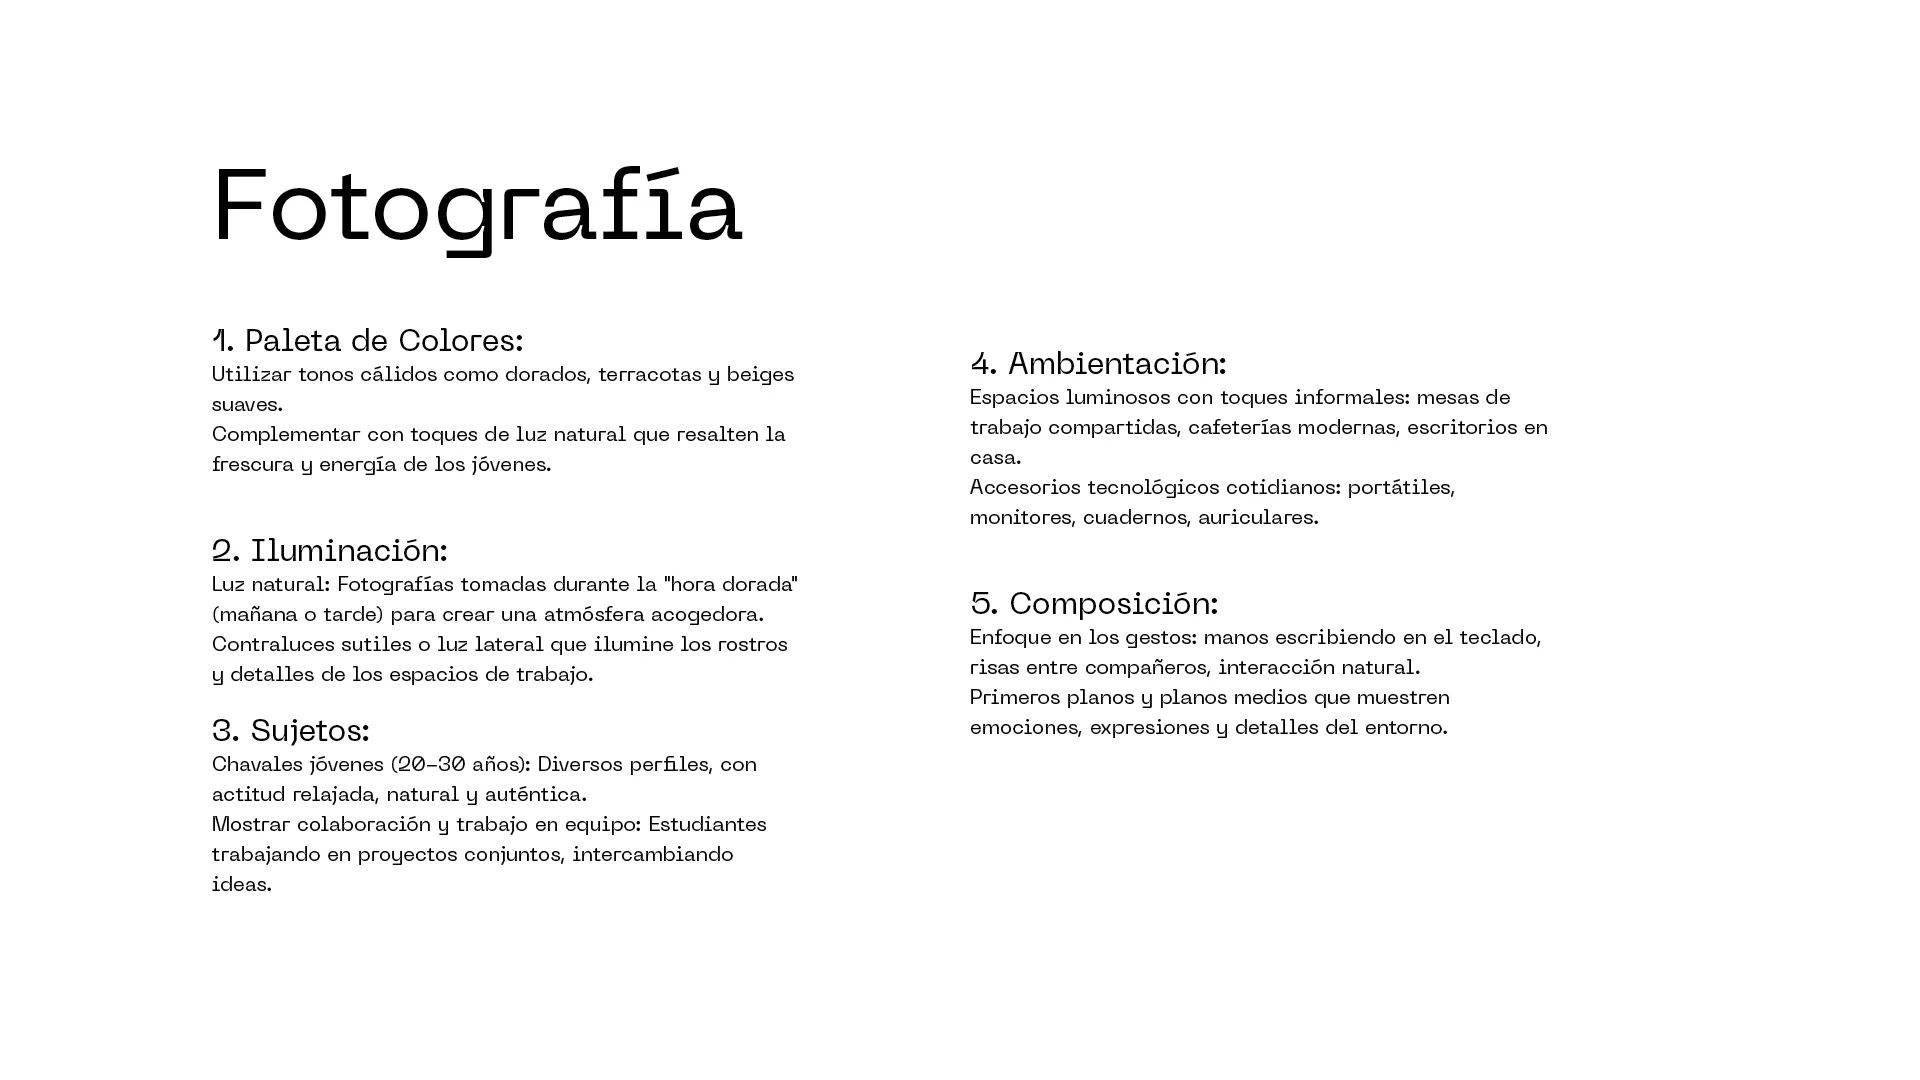 Fotografía
1. Paleta de Colores:
Utilizar tonos cálidos como dorados, terracotas y beiges
suaves.
Complementar con toques de luz natural que resalten la
frescura y energía de los jóvenes.
2. Iluminación:
Luz natural: Fotografías tomadas durante la "hora dorada"
(mañana o tarde) para crear una atmósfera acogedora.
Contraluces sutiles o luz lateral que ilumine los rostros
y detalles de los espacios de trabajo.
3. Sujetos:
Chavales jóvenes (20-30 años): Diversos perfiles, con
actitud relajada, natural y auténtica.
Mostrar colaboración y trabajo en equipo: Estudiantes
trabajando en proyectos conjuntos, intercambiando
ideas.
4. Ambientación:
Espacios luminosos con toques informales: mesas de
trabajo compartidas, cafeterías modernas, escritorios en
casa.
Accesorios tecnológicos cotidianos: portátiles,
monitores, cuadernos, auriculares.
5. Composición:
Enfoque en los gestos: manos escribiendo en el teclado,
risas entre compañeros, interacción natural.
Primeros planos y planos medios que muestren
emociones, expresiones y detalles del entorno.